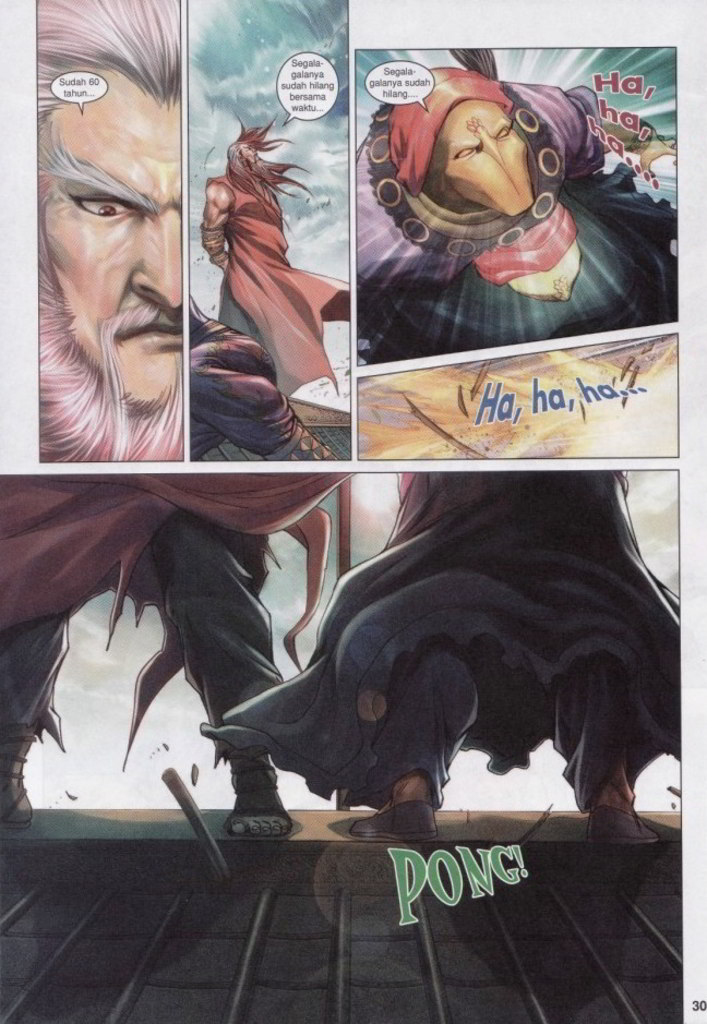 Sudah 60
tahun...
Segala-
galanya
sudah hilang
bersama
waktu...
Segala-
galanya sudah
hilang....
Ha,
ha,
ha....
Ha, ha, ha...
PONG!
30